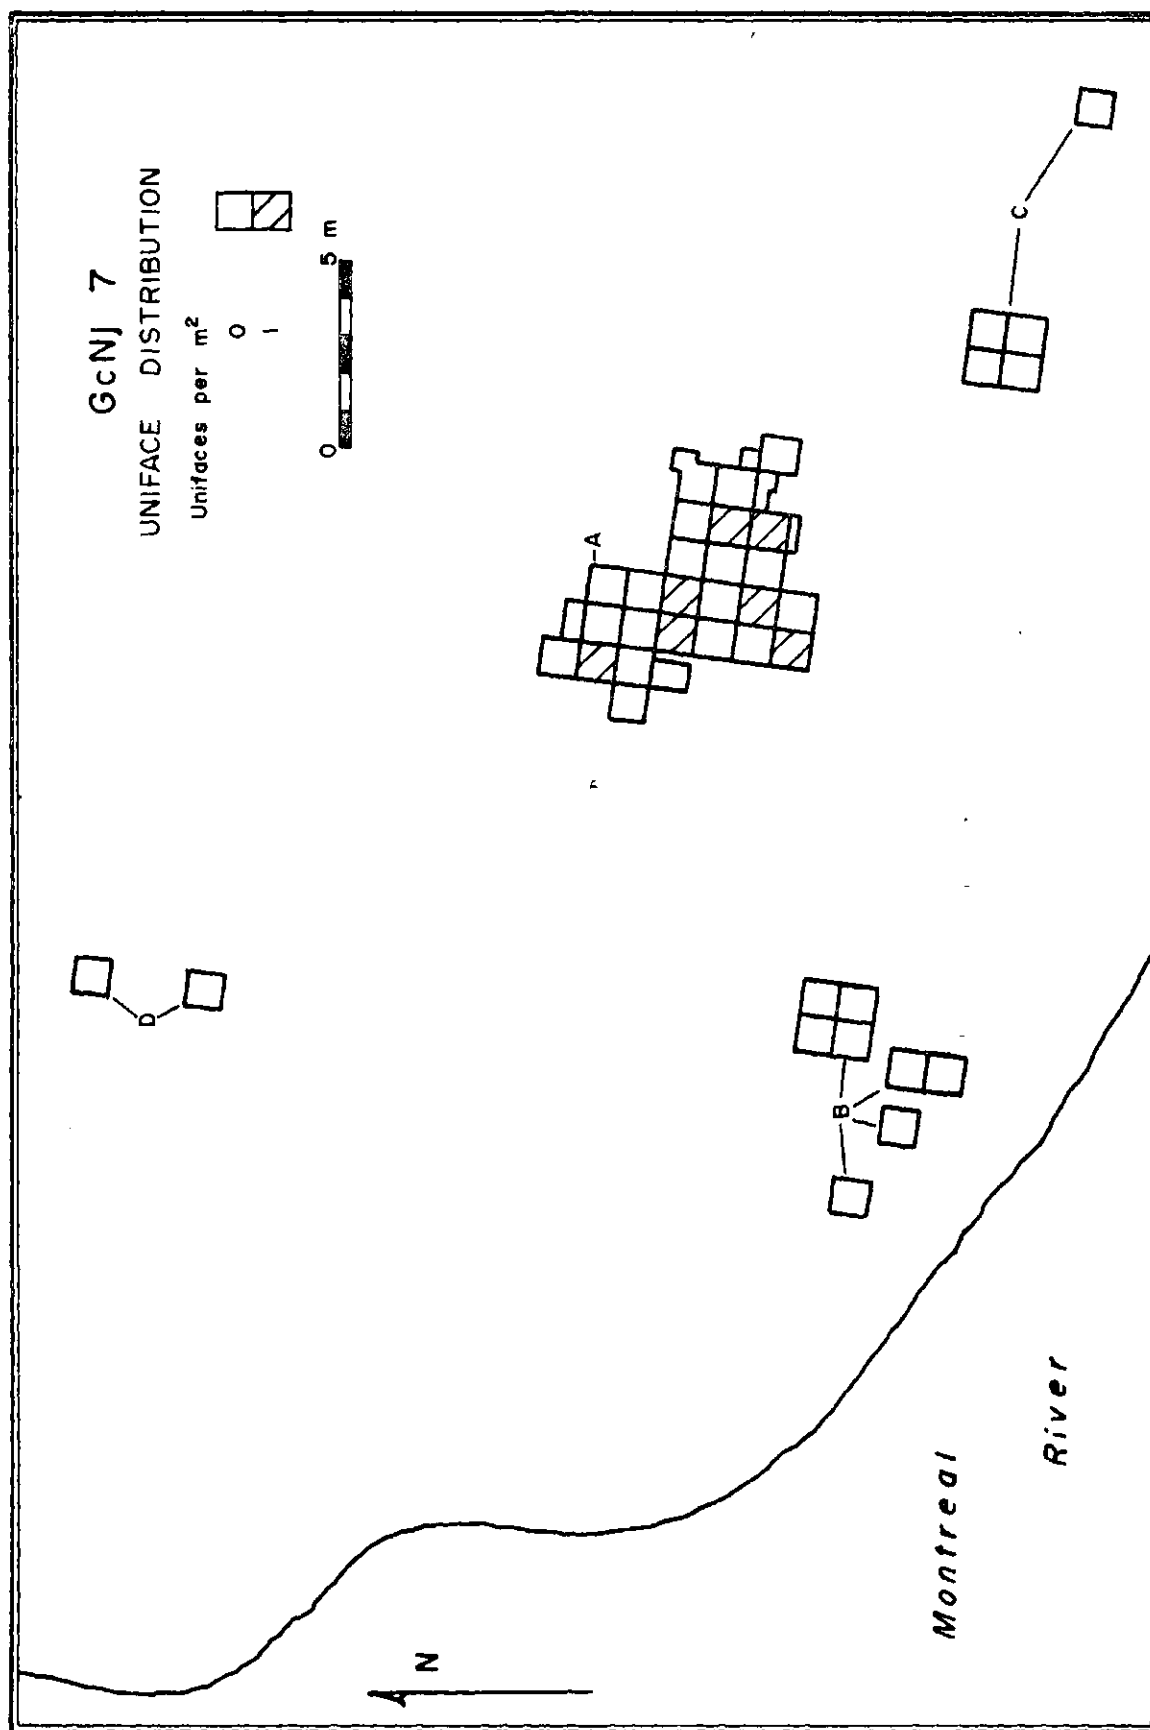 GcNj 7
UNIFACE DISTRIBUTION
Unifaces per m²
0
1
0 5 m
A
B
C
D
N
Montreal
River